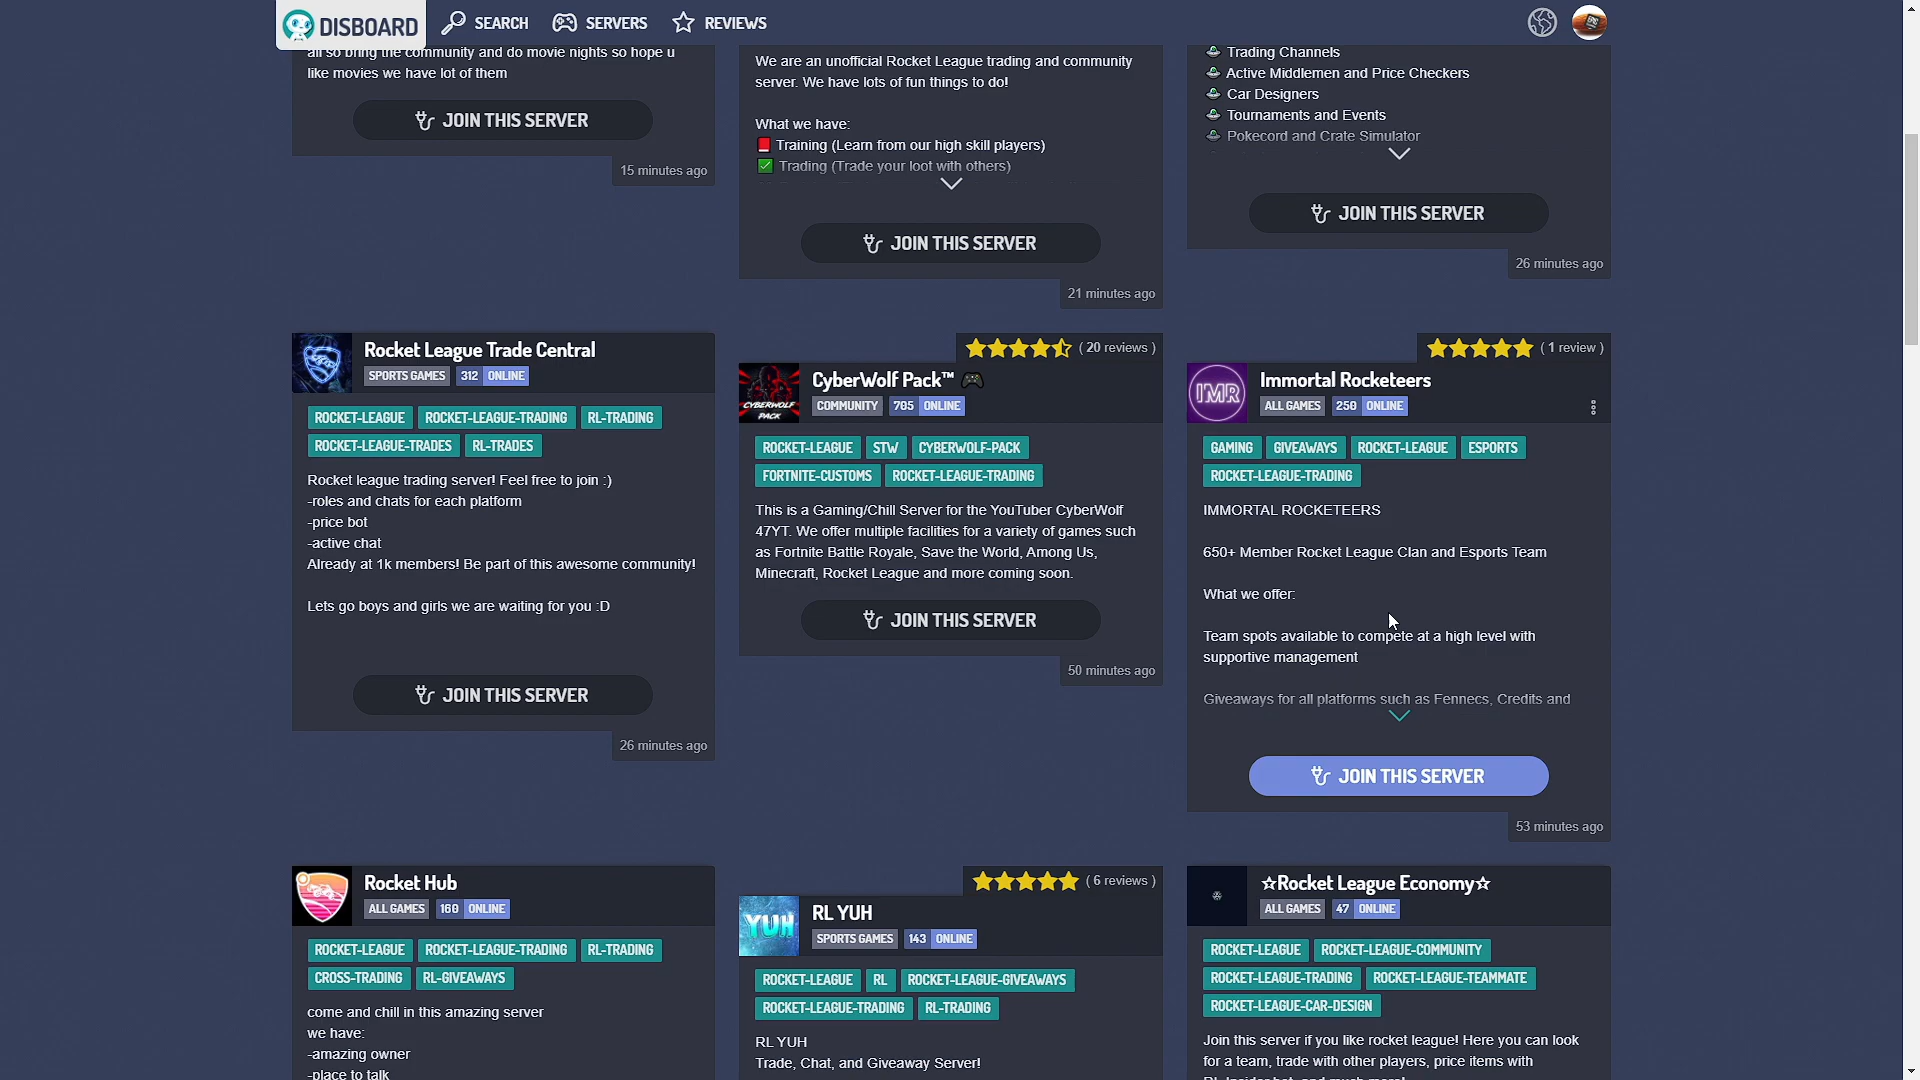 DISBOARD
SEARCH
SERVERS
REVIEWS
all so bring the community and do movie nights so hope u
like movies we have lot of them
JOIN THIS SERVER
15 minutes ago
We are an unofficial Rocket League trading and community
server. We have lots of fun things to do!
What we have:
Training (Learn from our high skill players)
Trading (Trade your loot with others)
JOIN THIS SERVER
21 minutes ago
Trading Channels
Active Middlemen and Price Checkers
Car Designers
Tournaments and Events
Pokecord and Crate Simulator
JOIN THIS SERVER
26 minutes ago
Rocket League Trade Central
SPORTS GAMES 312 ONLINE
ROCKET-LEAGUE ROCKET-LEAGUE-TRADING RL-TRADING
ROCKET-LEAGUE-TRADES RL-TRADES
Rocket league trading server! Feel free to join :)
-roles and chats for each platform
-price bot
-active chat
Already at 1k members! Be part of this awesome community!
Lets go boys and girls we are waiting for you :D
JOIN THIS SERVER
26 minutes ago
( 20 reviews )
CYBERWOLF
PACK
CyberWolf Pack™ 🎮
COMMUNITY 705 ONLINE
ROCKET-LEAGUE STW CYBERWOLF-PACK
FORTNITE-CUSTOMS ROCKET-LEAGUE-TRADING
This is a Gaming/Chill Server for the YouTuber CyberWolf
47YT. We offer multiple facilities for a variety of games such
as Fortnite Battle Royale, Save the World, Among Us,
Minecraft, Rocket League and more coming soon.
JOIN THIS SERVER
50 minutes ago
( 1 review )
IMR
Immortal Rocketeers
ALL GAMES 250 ONLINE
GAMING GIVEAWAYS ROCKET-LEAGUE ESPORTS
ROCKET-LEAGUE-TRADING
IMMORTAL ROCKETEERS
650+ Member Rocket League Clan and Esports Team
What we offer:
Team spots available to compete at a high level with
supportive management
Giveaways for all platforms such as Fennecs, Credits and
JOIN THIS SERVER
53 minutes ago
Rocket Hub
ALL GAMES 160 ONLINE
ROCKET-LEAGUE ROCKET-LEAGUE-TRADING RL-TRADING
CROSS-TRADING RL-GIVEAWAYS
come and chill in this amazing server
we have:
-amazing owner
-place to talk
( 6 reviews )
YUH
RL YUH
SPORTS GAMES 143 ONLINE
ROCKET-LEAGUE RL ROCKET-LEAGUE-GIVEAWAYS
ROCKET-LEAGUE-TRADING RL-TRADING
RL YUH
Trade, Chat, and Giveaway Server!
☆Rocket League Economy☆
ALL GAMES 47 ONLINE
ROCKET-LEAGUE ROCKET-LEAGUE-COMMUNITY
ROCKET-LEAGUE-TRADING ROCKET-LEAGUE-TEAMMATE
ROCKET-LEAGUE-CAR-DESIGN
Join this server if you like rocket league! Here you can look
for a team, trade with other players, price items with